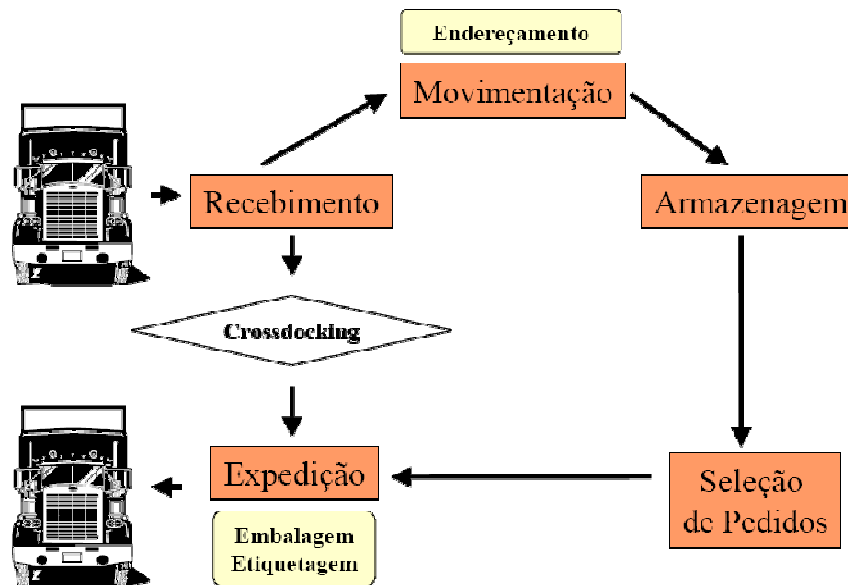 Endereçamento
Movimentação
Recebimento
Armazenagem
Crossdocking
Expedição
Seleção
de Pedidos
Embalagem
Etiquetagem